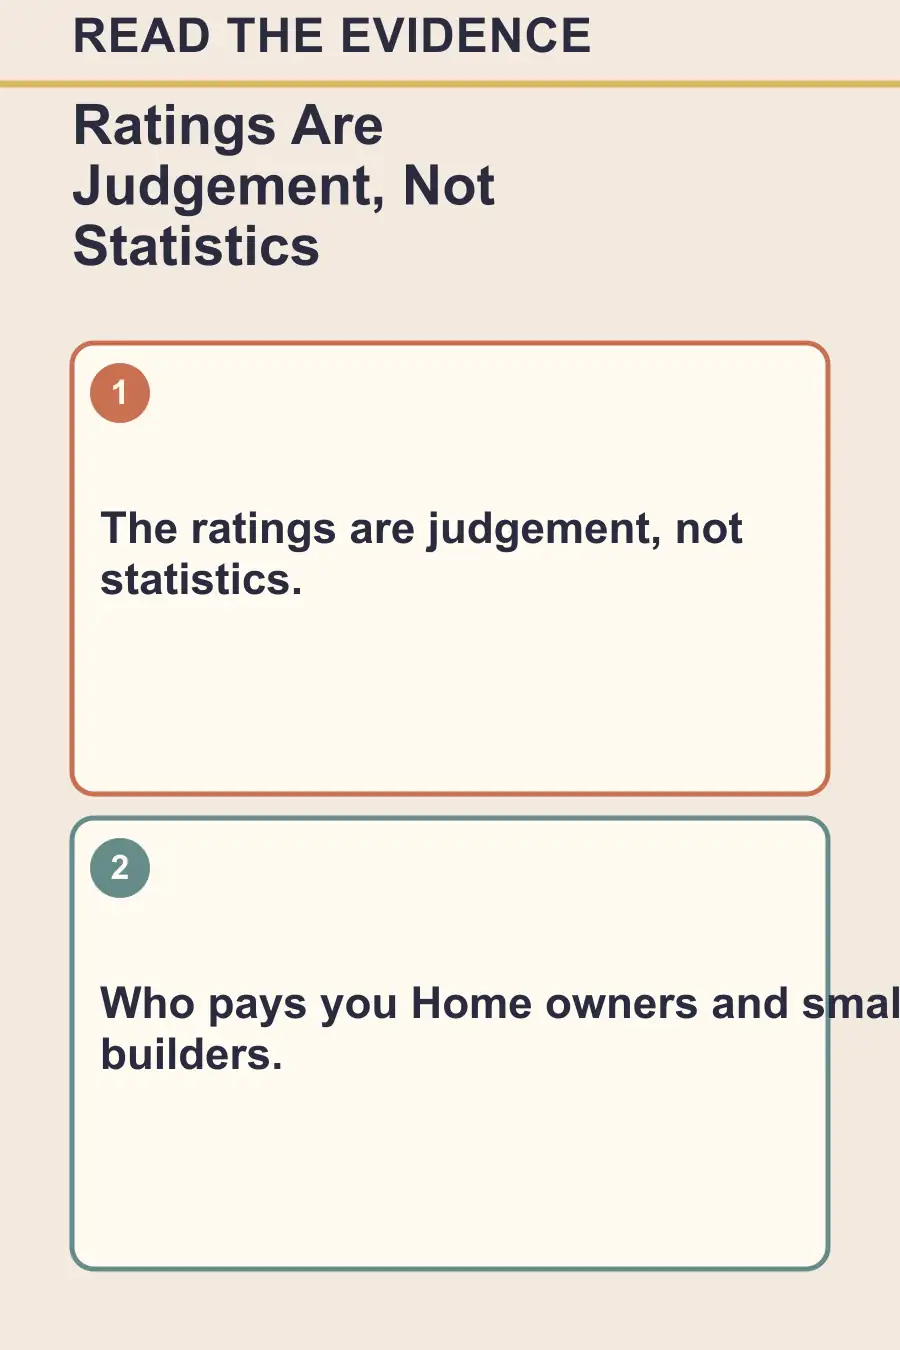 READ THE EVIDENCE
Ratings Are
Judgement, Not
Statistics
1
The ratings are judgement, not
statistics.
2
Who pays you Home owners and smal
builders.